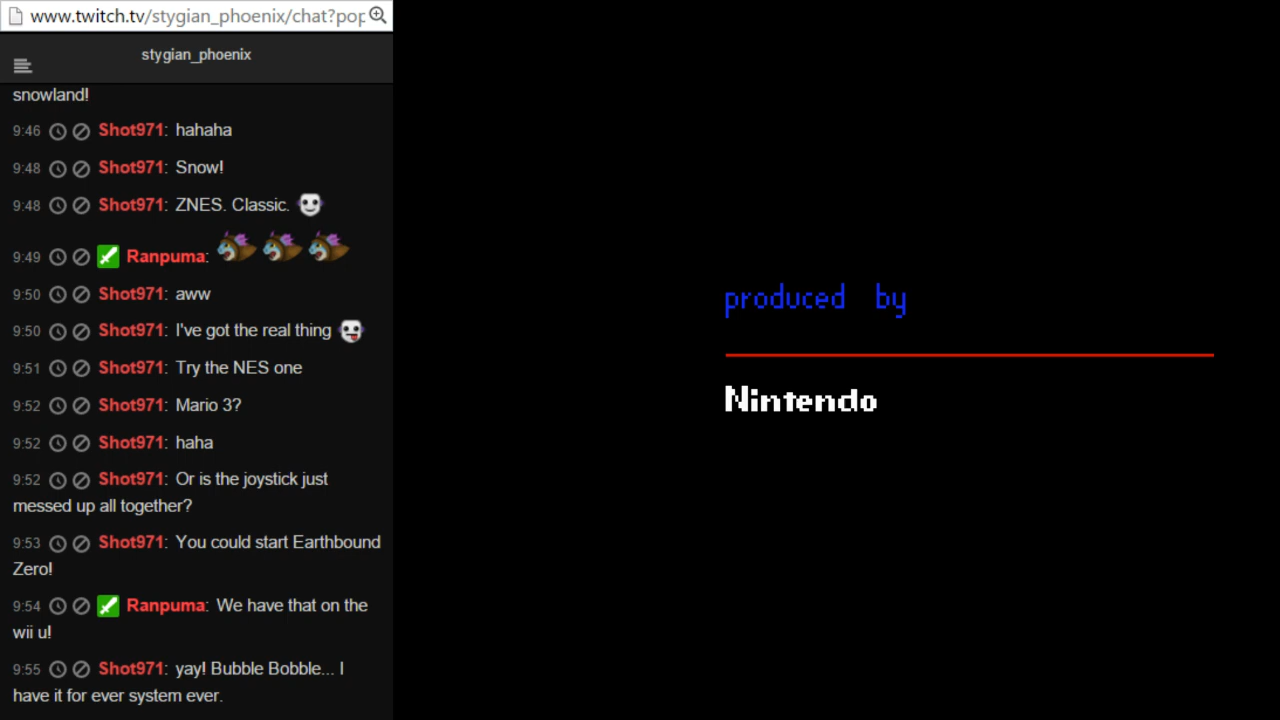 www.twitch.tv/stygian_phoenix/chat?pop
stygian_phoenix
snowland!
9:46 Shot971: hahaha
9:48 Shot971: Snow!
9:48 Shot971: ZNES. Classic.
9:49 Ranpuma:
9:50 Shot971: aww
9:50 Shot971: I've got the real thing
9:51 Shot971: Try the NES one
9:52 Shot971: Mario 3?
9:52 Shot971: haha
9:52 Shot971: Or is the joystick just
messed up all together?
9:53 Shot971: You could start Earthbound
Zero!
9:54 Ranpuma: We have that on the
wii u!
9:55 Shot971: yay! Bubble Bobble... I
have it for ever system ever.
produced by
Nintendo